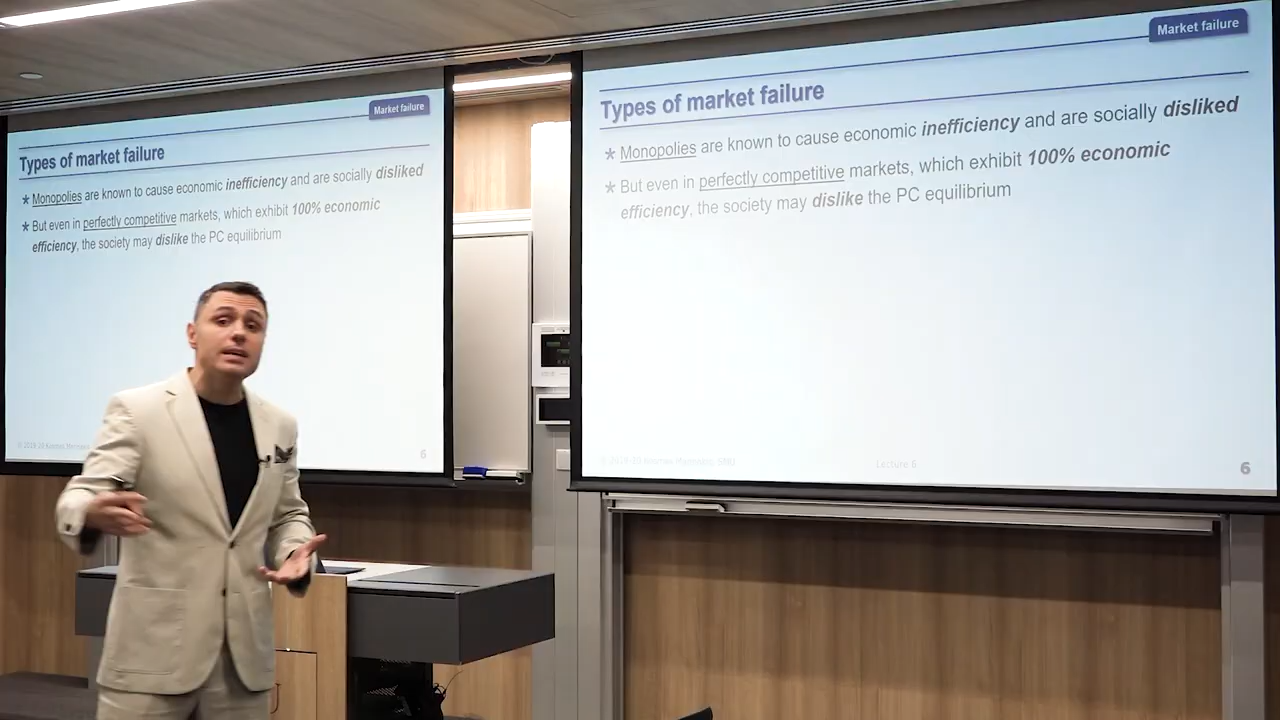 Market failure
Types of market failure
* Monopolies are known to cause economic inefficiency and are socially disliked
* But even in perfectly competitive markets, which exhibit 100% economic
efficiency, the society may dislike the PC equilibrium
6
Market failure
Types of market failure
* Monopolies are known to cause economic inefficiency and are socially disliked
* But even in perfectly competitive markets, which exhibit 100% economic
efficiency, the society may dislike the PC equilibrium
Lecture 6
6